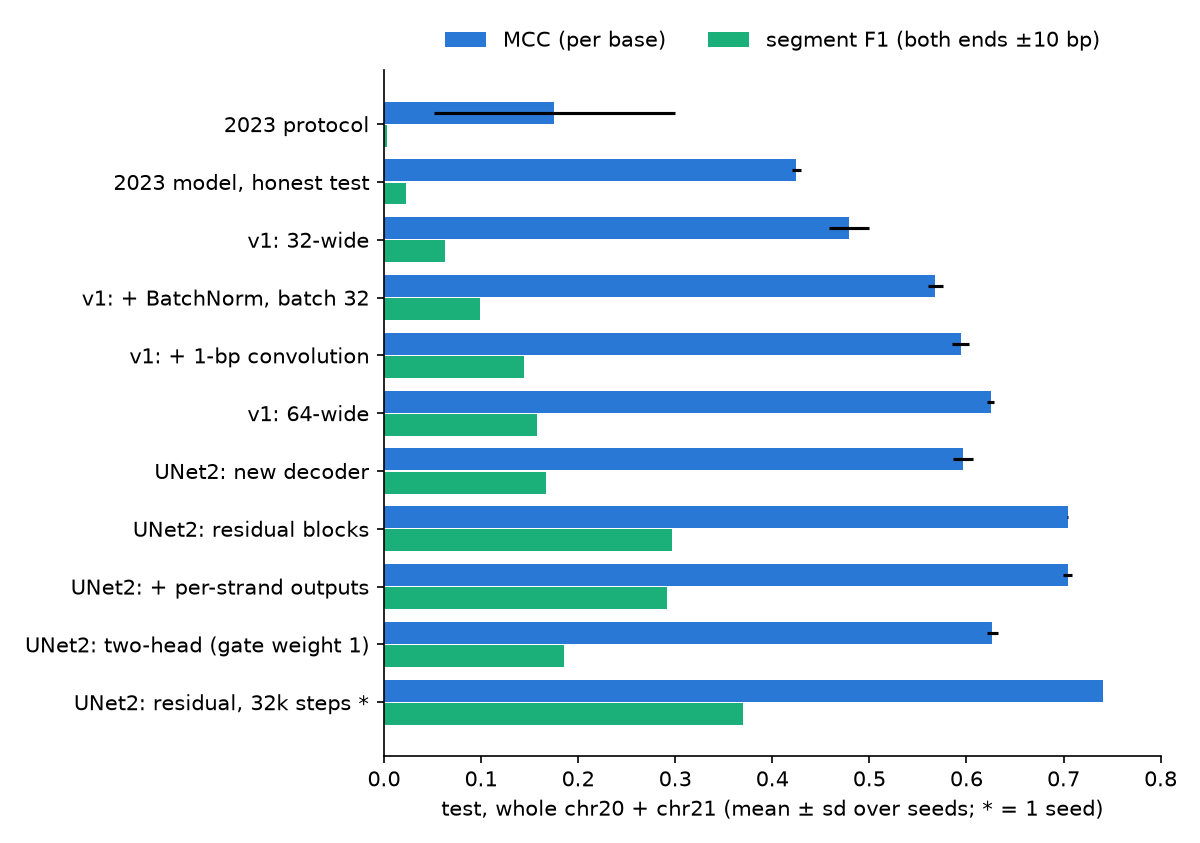 MCC (per base) segment F1 (both ends ±10 bp)
2023 protocol
2023 model, honest test
v1: 32-wide
v1: + BatchNorm, batch 32
v1: + 1-bp convolution
v1: 64-wide
UNet2: new decoder
UNet2: residual blocks
UNet2: + per-strand outputs
UNet2: two-head (gate weight 1)
UNet2: residual, 32k steps *
0.0 0.1 0.2 0.3 0.4 0.5 0.6 0.7 0.8
test, whole chr20 + chr21 (mean ± sd over seeds; * = 1 seed)